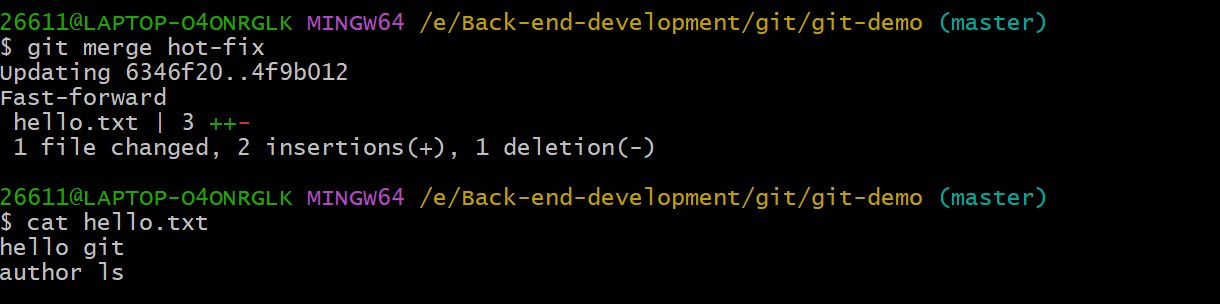 26611@LAPTOP-O4ONRGLK MINGW64 /e/Back-end-development/git/git-demo (master)
$ git merge hot-fix
Updating 6346f20..4f9b012
Fast-forward
 hello.txt | 3 ++-
 1 file changed, 2 insertions(+), 1 deletion(-)
26611@LAPTOP-O4ONRGLK MINGW64 /e/Back-end-development/git/git-demo (master)
$ cat hello.txt
hello git
author ls